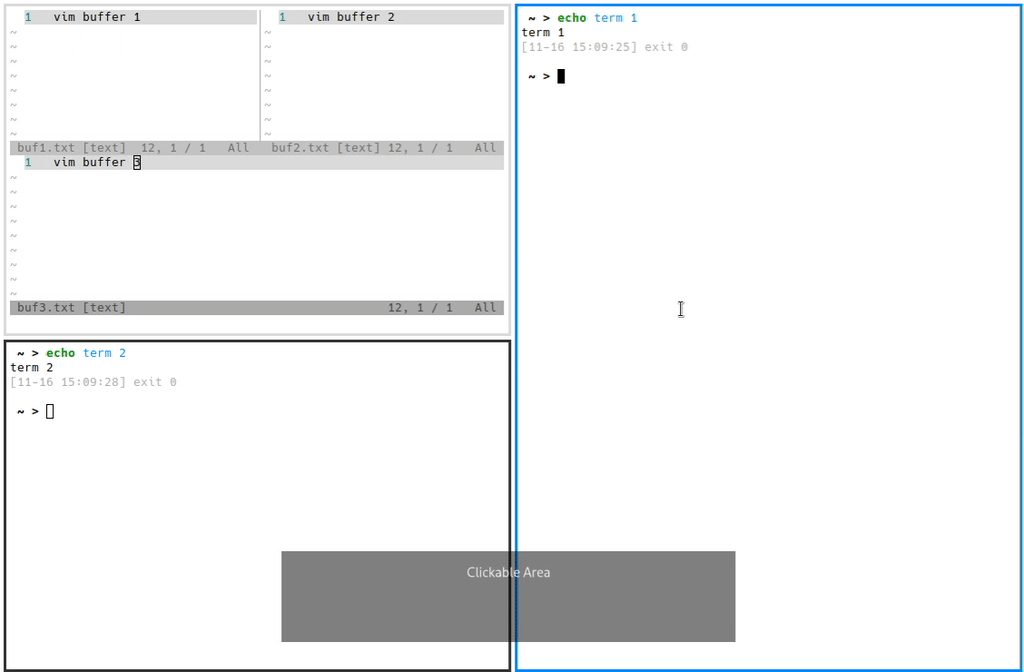 1 vim buffer 1
~
~
~
~
~
~
~
~
buf1.txt [text] 12, 1 / 1 All
1 vim buffer 2
~
~
~
~
~
~
~
~
buf2.txt [text] 12, 1 / 1 All
1 vim buffer 3
~
~
~
~
~
~
~
~
~
buf3.txt [text] 12, 1 / 1 All
~ > echo term 1
term 1
[11-16 15:09:25] exit 0
~ >
~ > echo term 2
term 2
[11-16 15:09:28] exit 0
~ >
Clickable Area